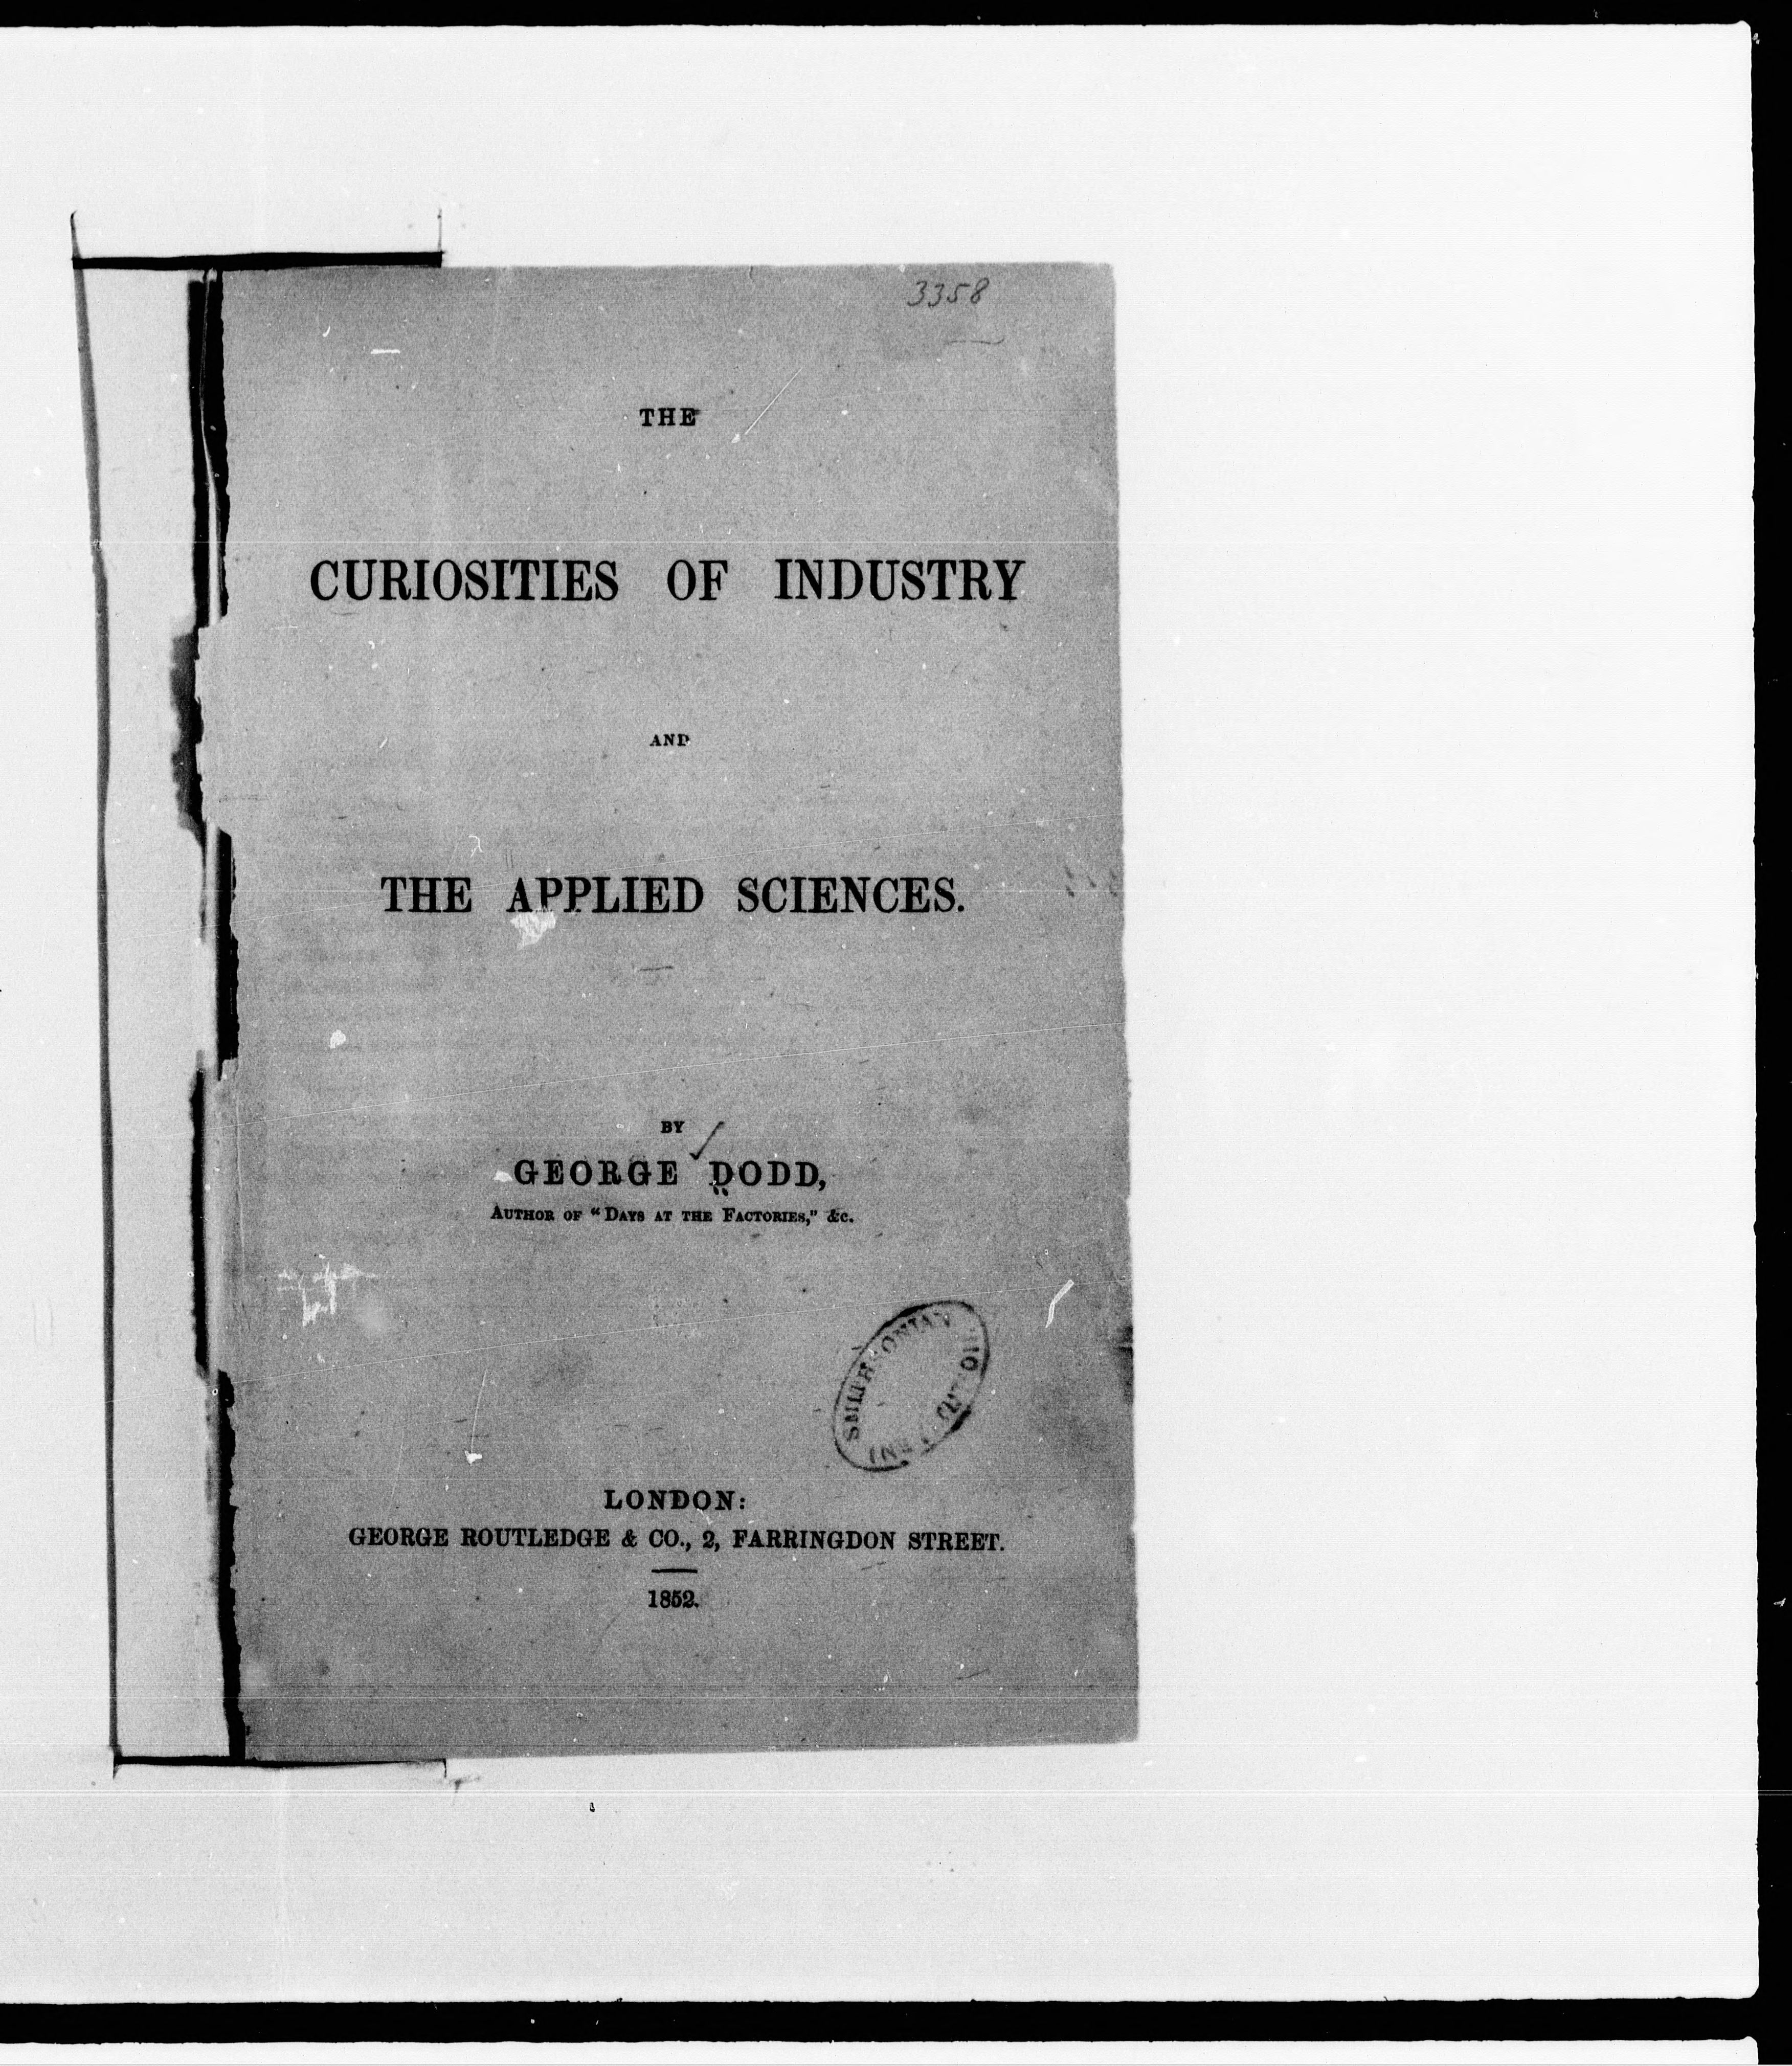 3358
THE
CURIOSITIES OF INDUSTRY
AND
THE APPLIED SCIENCES.
BY
GEORGE DODD,
AUTHOR OF "DAYS AT THE FACTORIES," &C.
SMITHSONIAN
LONDON:
GEORGE ROUTLEDGE & CO., 2, FARRINGDON STREET.
1852.